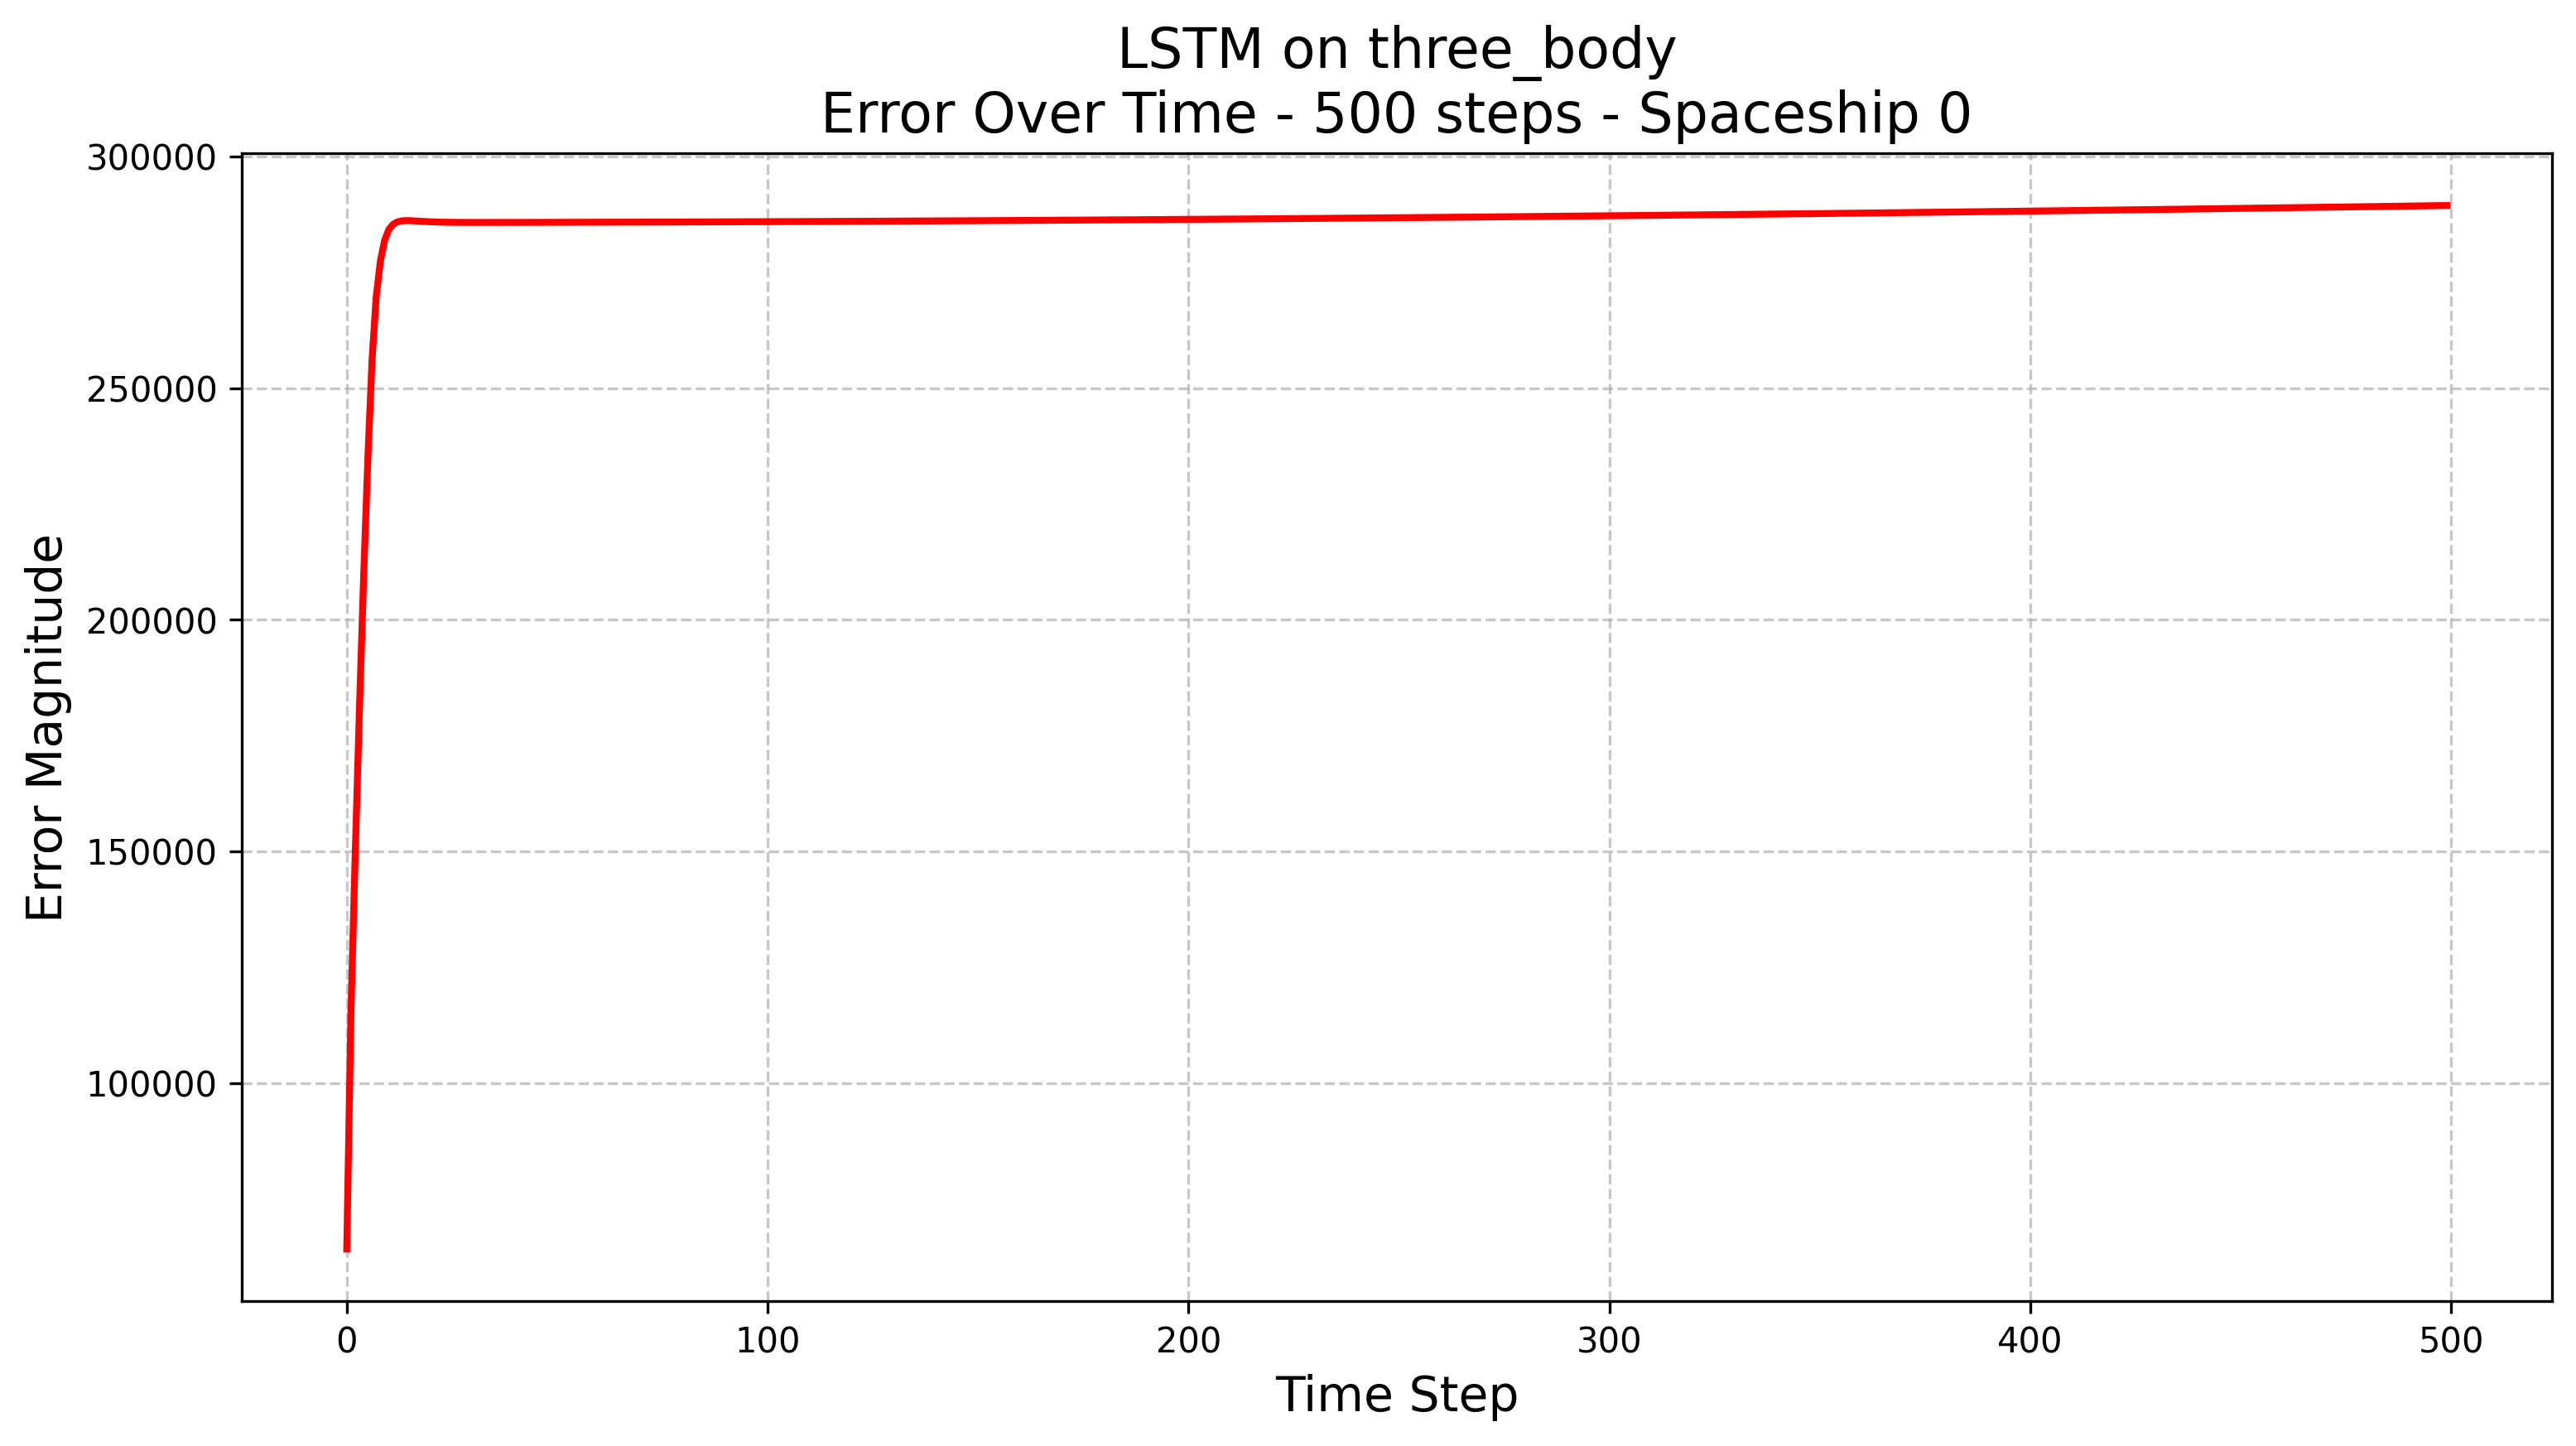 LSTM on three_body
Error Over Time - 500 steps - Spaceship 0
300000
250000
200000
150000
100000
Error Magnitude
0 100 200 300 400 500
Time Step